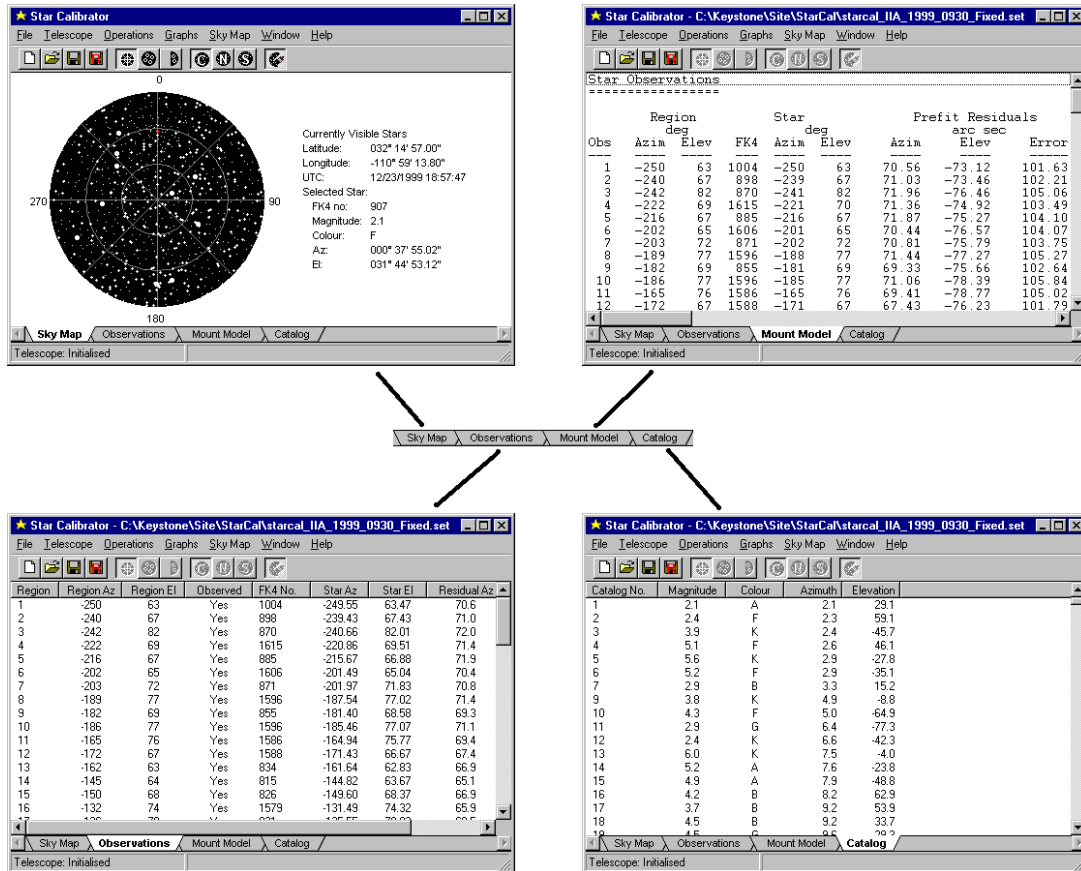 Star Calibrator
File Telescope Operations Graphs Sky Map Window Help
C N S
0
270
90
180
Currently Visible Stars
Latitude: 032° 14' 57.00"
Longitude: -110° 59' 13.80"
UTC: 12/23/1999 18:57:47
Selected Star:
FK4 no: 907
Magnitude: 2.1
Colour: F
Az: 000° 37' 55.02"
El: 031° 44' 53.12"
Sky Map Observations Mount Model Catalog
Telescope: Initialised
Star Calibrator - C:\Keystone\Site\StarCal\starcal_IIA_1999_0930_Fixed.set
File Telescope Operations Graphs Sky Map Window Help
C N S
Star Observations
=================
Region Star Prefit Residuals
deg deg arc sec
Obs Azim Elev FK4 Azim Elev Azim Elev Error
---- ---- ---- ---- ---- ---- ---- ---- ----
1 -250 63 1004 -250 63 70.56 -73.12 101.63
2 -240 67 898 -239 67 71.03 -73.46 102.21
3 -242 82 870 -241 82 71.96 -76.46 105.06
4 -222 69 1615 -221 70 71.36 -74.92 103.49
5 -216 67 885 -216 67 71.87 -75.27 104.10
6 -202 65 1606 -201 65 70.44 -76.57 104.07
7 -203 72 871 -202 72 70.81 -75.79 103.75
8 -189 77 1596 -188 77 71.44 -77.27 105.27
9 -182 69 855 -181 69 69.33 -75.66 102.64
10 -186 77 1596 -185 77 71.06 -78.39 105.84
11 -165 76 1586 -165 76 69.41 -78.77 105.02
12 -172 67 1588 -171 67 67.43 -76.23 101.79
Sky Map Observations Mount Model Catalog
Telescope: Initialised
Sky Map Observations Mount Model Catalog
Star Calibrator - C:\Keystone\Site\StarCal\starcal_IIA_1999_0930_Fixed.set
File Telescope Operations Graphs Sky Map Window Help
C N S
Region Region Az Region El Observed FK4 No. Star Az Star El Residual Az
1 -250 63 Yes 1004 -249.55 63.47 70.6
2 -240 67 Yes 898 -239.43 67.43 71.0
3 -242 82 Yes 870 -240.66 82.01 72.0
4 -222 69 Yes 1615 -220.86 69.51 71.4
5 -216 67 Yes 885 -215.67 66.88 71.9
6 -202 65 Yes 1606 -201.49 65.04 70.4
7 -203 72 Yes 871 -201.97 71.83 70.8
8 -189 77 Yes 1596 -187.54 77.02 71.4
9 -182 69 Yes 855 -181.40 68.58 69.3
10 -186 77 Yes 1596 -185.46 77.07 71.1
11 -165 76 Yes 1586 -164.94 75.77 69.4
12 -172 67 Yes 1588 -171.43 66.67 67.4
13 -162 63 Yes 834 -161.64 62.83 66.9
14 -145 64 Yes 815 -144.82 63.67 65.1
15 -150 68 Yes 826 -149.60 68.37 66.9
16 -132 74 Yes 1579 -131.49 74.32 65.9
Sky Map Observations Mount Model Catalog
Telescope: Initialised
Star Calibrator - C:\Keystone\Site\StarCal\starcal_IIA_1999_0930_Fixed.set
File Telescope Operations Graphs Sky Map Window Help
C N S
Catalog No. Magnitude Colour Azimuth Elevation
1 2.1 A 2.1 29.1
2 2.4 F 2.3 59.1
3 3.9 K 2.4 -45.7
4 5.1 F 2.6 46.1
5 5.6 K 2.9 -27.8
6 5.2 F 2.9 -35.1
7 2.9 B 3.3 15.2
9 3.8 K 4.9 -8.8
10 4.3 F 5.0 -64.9
11 2.9 G 6.4 -77.3
12 2.4 K 6.6 -42.3
13 6.0 K 7.5 -4.0
14 5.2 A 7.6 -23.8
15 4.9 A 7.9 -48.8
16 4.2 B 8.2 62.9
17 3.7 B 9.2 53.9
18 4.5 B 9.2 33.7
19 4.5 G 9.6 29.3
Sky Map Observations Mount Model Catalog
Telescope: Initialised